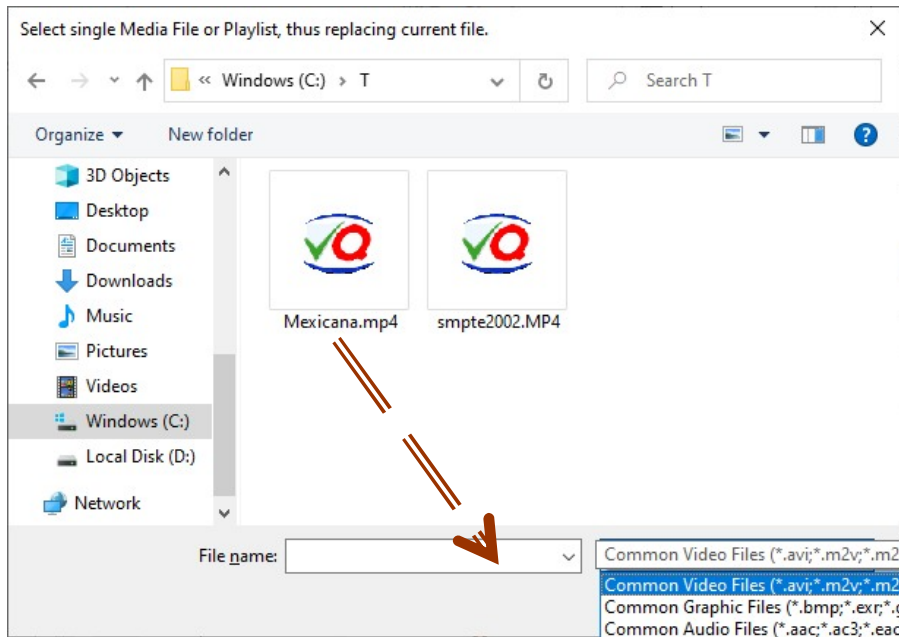 Select single Media File or Playlist, thus replacing current file.
« Windows (C:) › T
Search T
Organize
New folder
3D Objects
Desktop
Documents
Downloads
Music
Pictures
Videos
Windows (C:)
Local Disk (D:)
Network
Mexicana.mp4
smpte2002.MP4
File name:
Common Video Files (*.avi;*.m2v;*.m2
Common Video Files (*.avi;*.m2v;*.m2
Common Graphic Files (*.bmp;*.exr;*.g
Common Audio Files (*.aac;*.ac3;*.eac